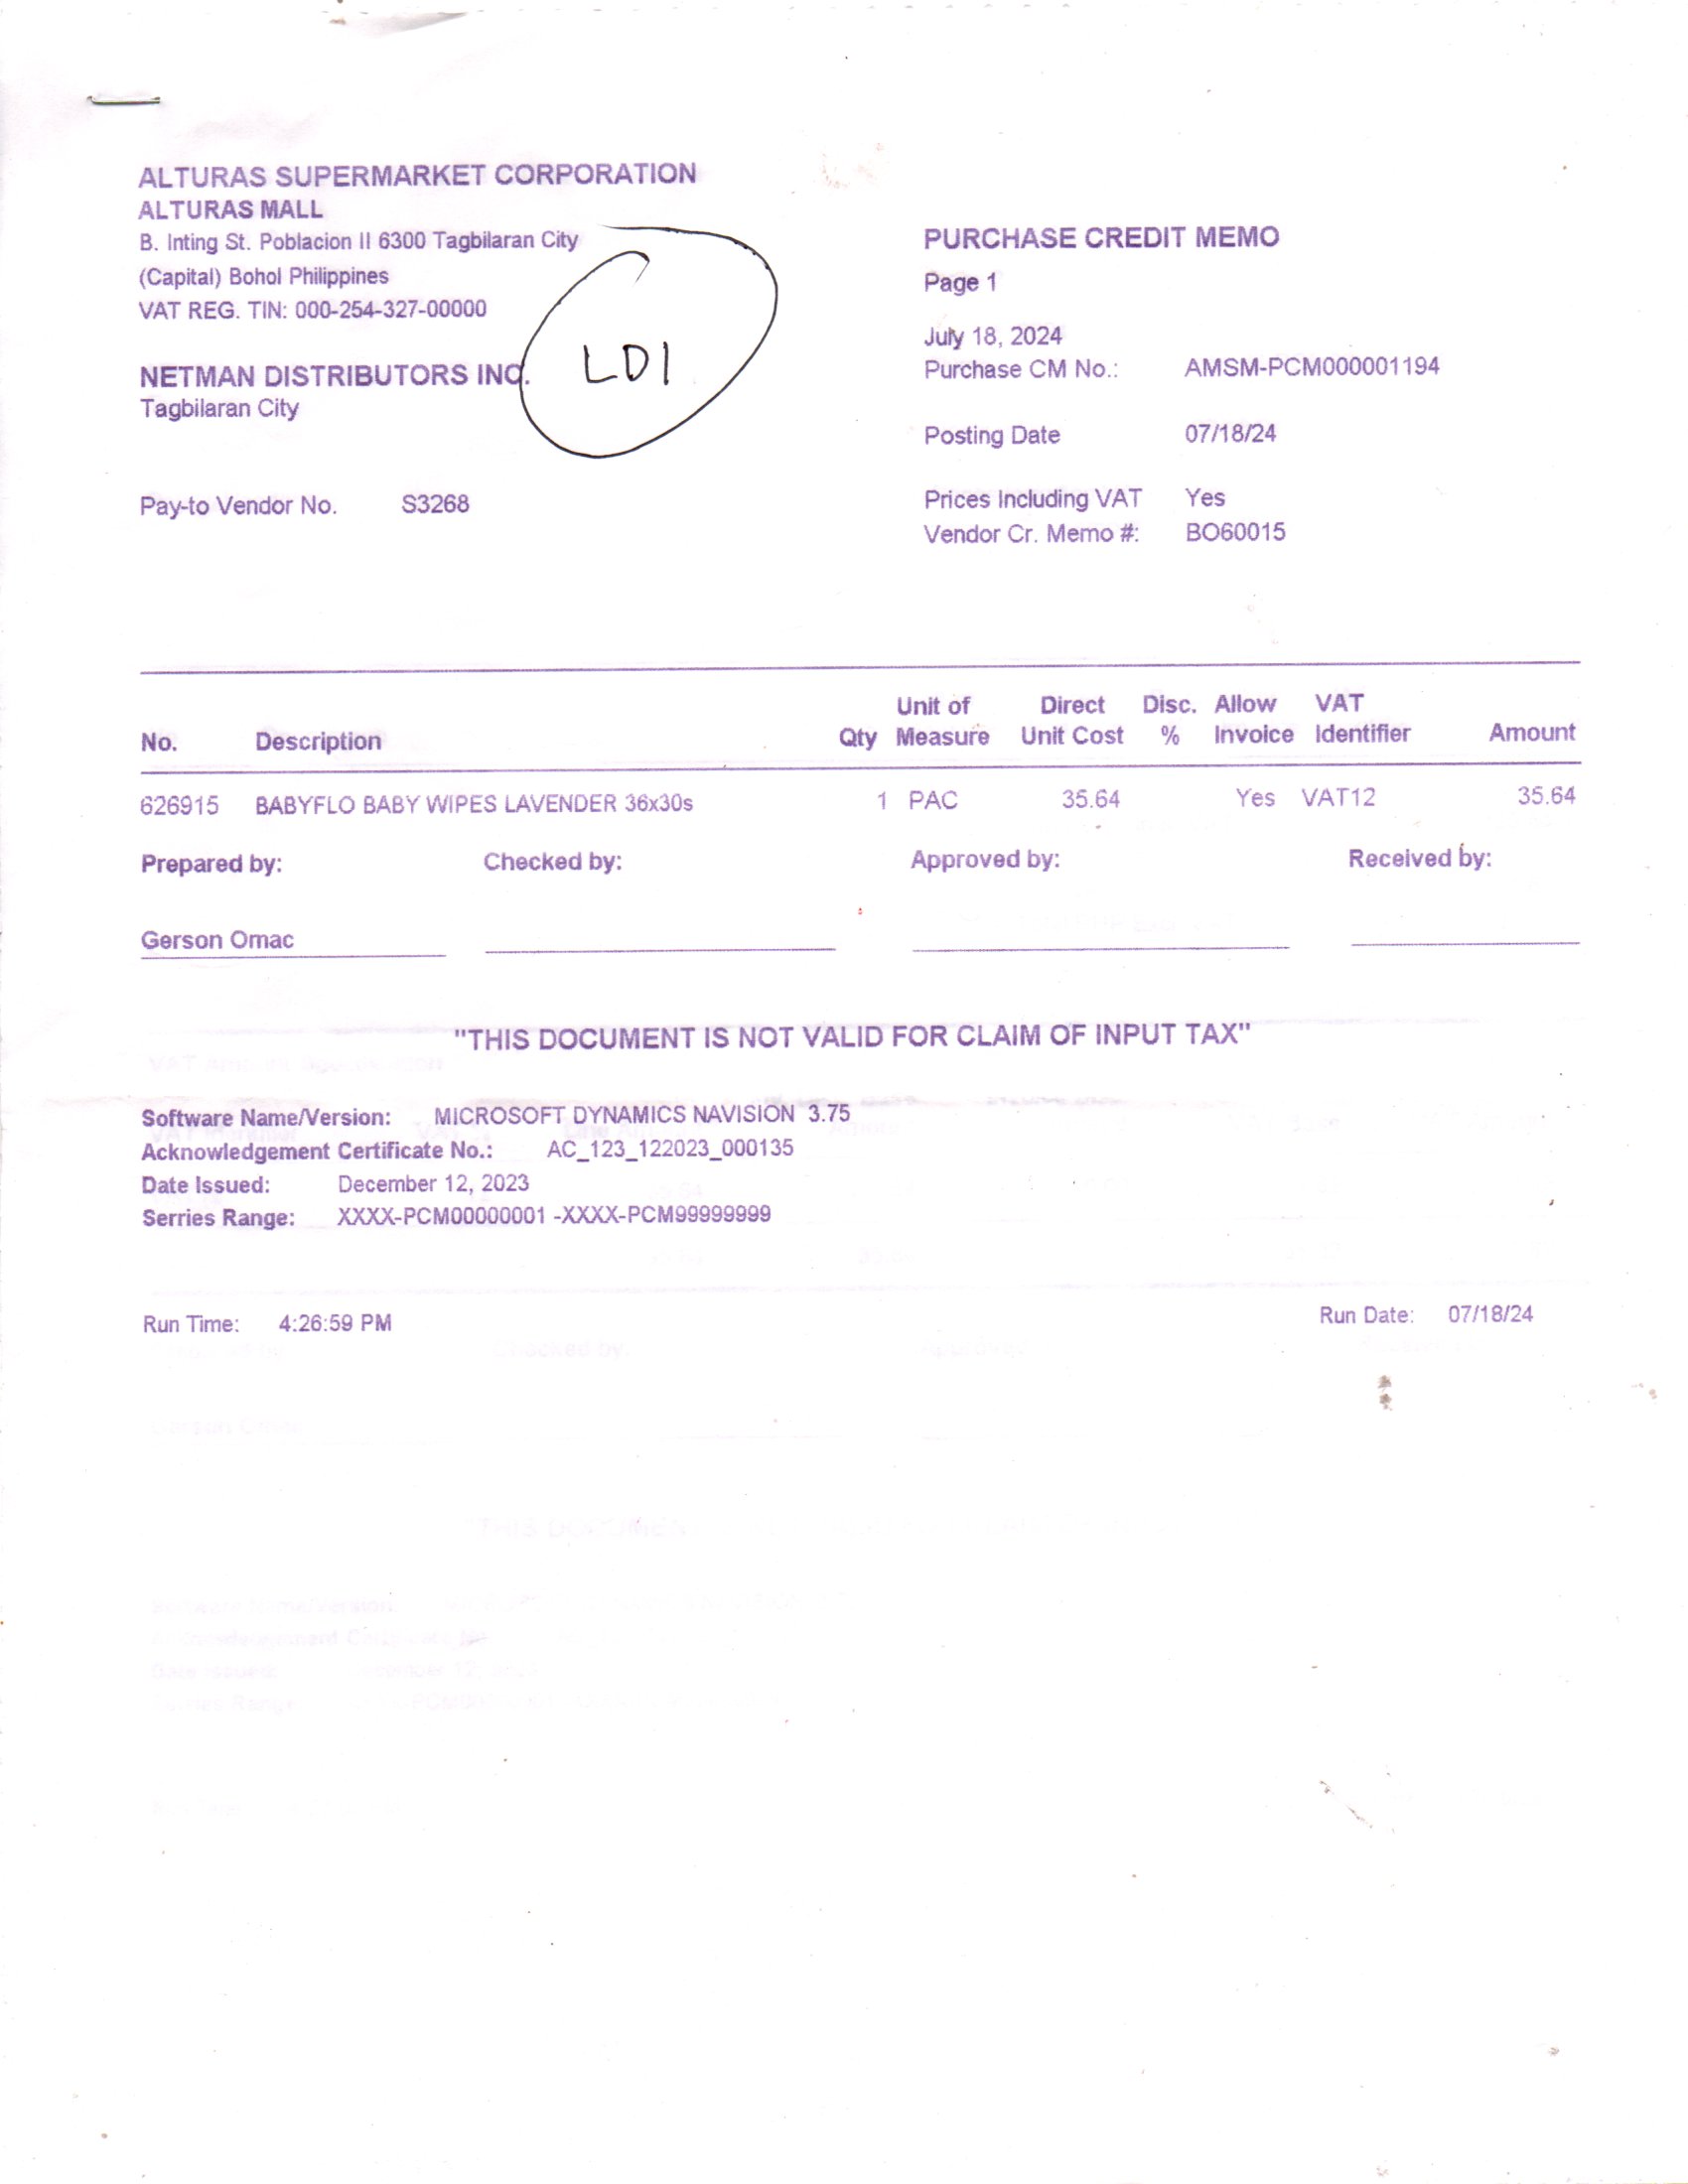 ALTURAS SUPERMARKET CORPORATION
ALTURAS MALL
B. Inting St. Poblacion II 6300 Tagbilaran City
(Capital) Bohol Philippines
VAT REG. TIN: 000-254-327-00000
NETMAN DISTRIBUTORS INC.
Tagbilaran City
LDI
Pay-to Vendor No. S3268
PURCHASE CREDIT MEMO
Page 1
July 18, 2024
Purchase CM No.: AMSM-PCM000001194
Posting Date 07/18/24
Prices Including VAT Yes
Vendor Cr. Memo #: BO60015
No. Description Qty Unit of Measure Direct Unit Cost Disc. % Allow Invoice VAT Identifier Amount
626915 BABYFLO BABY WIPES LAVENDER 36x30s 1 PAC 35.64 Yes VAT12 35.64
Prepared by: Checked by: Approved by: Received by:
Gerson Omac
"THIS DOCUMENT IS NOT VALID FOR CLAIM OF INPUT TAX"
Software Name/Version: MICROSOFT DYNAMICS NAVISION 3.75
Acknowledgement Certificate No.: AC_123_122023_000135
Date Issued: December 12, 2023
Serries Range: XXXX-PCM00000001 -XXXX-PCM99999999
Run Time: 4:26:59 PM
Run Date: 07/18/24